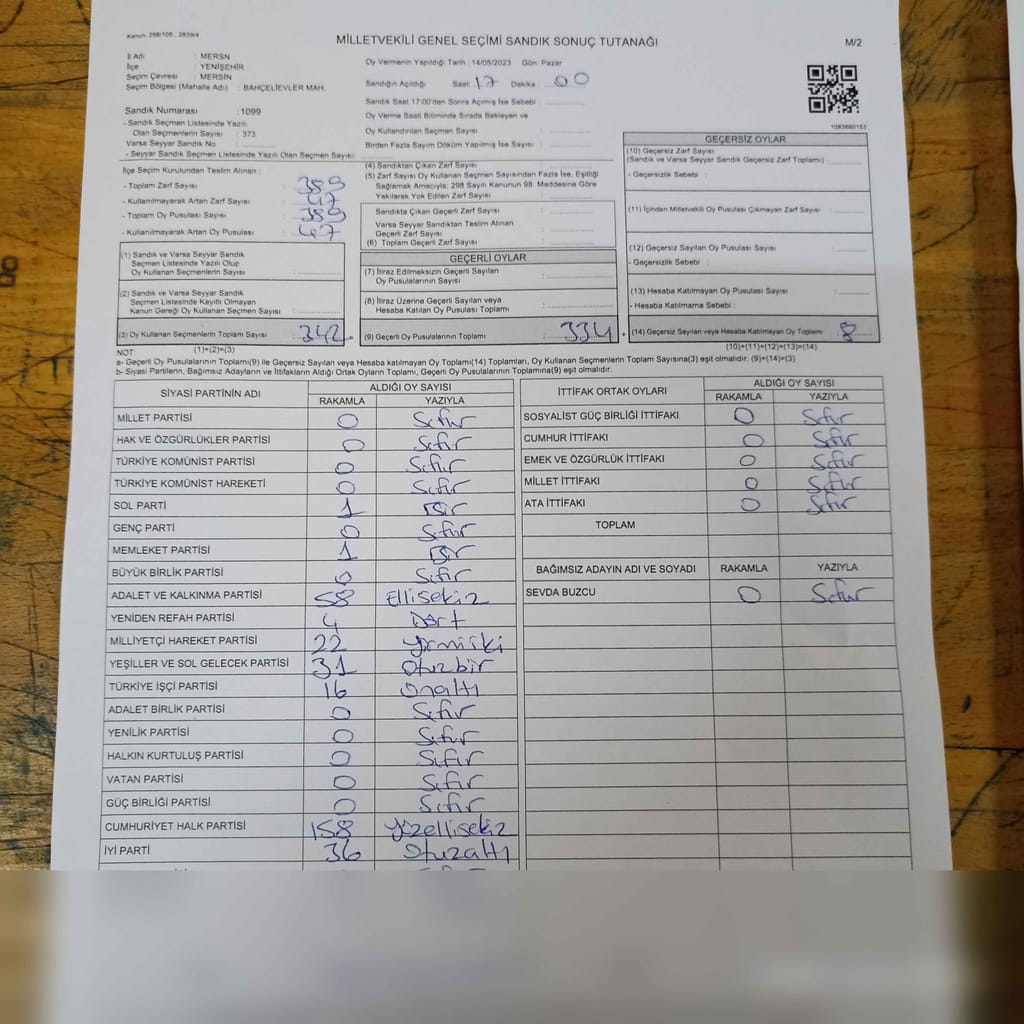 Kanun: 298/105 , 2839/4
MİLLETVEKİLİ GENEL SEÇİMİ SANDIK SONUÇ TUTANAĞI
M/2
İl Adı : MERSN
İlçe : YENİŞEHİR
Seçim Çevresi : MERSİN
Seçim Bölgesi (Mahalle Adı) : BAHÇELİEVLER MAH.
Oy Vermenin Yapıldığı Tarih : 14/05/2023 Gün: Pazar
Sandığın Açıldığı Saat 17 Dakika : 00
Sandık Saat 17:00'den Sonra Açılmış İse Sebebi :
Oy Verme Saati Bitiminde Sırada Bekleyen ve
Oy Kullandırılan Seçmen Sayısı :
Birden Fazla Sayım Döküm Yapılmış İse Sayısı :
1083660153
Sandık Numarası : 1099
- Sandık Seçmen Listesinde Yazılı
Olan Seçmenlerin Sayısı : 373
Varsa Seyyar Sandık No :
- Seyyar Sandık Seçmen Listesinde Yazılı Olan Seçmen Sayısı :
İlçe Seçim Kurulundan Teslim Alınan :
- Toplam Zarf Sayısı : 389
- Kullanılmayarak Artan Zarf Sayısı : 47
- Toplam Oy Pusulası Sayısı : 389
- Kullanılmayarak Artan Oy Pusulası : 47
(4) Sandıktan Çıkan Zarf Sayısı :
(5) Zarf Sayısı Oy Kullanan Seçmen Sayısından Fazla İse, Eşitliği
Sağlamak Amacıyla; 298 Sayılı Kanunun 98. Maddesine Göre
Yakılarak Yok Edilen Zarf Sayısı :
Sandıkta Çıkan Geçerli Zarf Sayısı :
Varsa Seyyar Sandıktan Teslim Alınan
Geçerli Zarf Sayısı :
(6) Toplam Geçerli Zarf Sayısı :
GEÇERSİZ OYLAR
(10) Geçersiz Zarf Sayısı
(Sandık ve Varsa Seyyar Sandık Geçersiz Zarf Toplamı) :
- Geçersizlik Sebebi :
(11) İçinden Milletvekili Oy Pusulası Çıkmayan Zarf Sayısı :
(12) Geçersiz Sayılan Oy Pusulası Sayısı :
- Geçersizlik Sebebi :
(13) Hesaba Katılmayan Oy Pusulası Sayısı :
- Hesaba Katılmama Sebebi :
(14) Geçersiz Sayılan veya Hesaba Katılmayan Oy Toplamı : 8
(10)+(11)+(12)+(13)=(14)
(1) Sandık ve Varsa Seyyar Sandık
Seçmen Listesinde Yazılı Olup
Oy Kullanan Seçmenlerin Sayısı :
(2) Sandık ve Varsa Seyyar Sandık
Seçmen Listesinde Kayıtlı Olmayan
Kanun Gereği Oy Kullanan Seçmenlerin Sayısı :
(3) Oy Kullanan Seçmenlerin Toplam Sayısı : 342 =
(1)+(2)=(3)
GEÇERLİ OYLAR
(7) İtiraz Edilmeksizin Geçerli Sayılan
Oy Pusulalarının Sayısı :
(8) İtiraz Üzerine Geçerli Sayılan veya
Hesaba Katılan Oy Pusulalarının Toplamı :
(9) Geçerli Oy Pusulalarının Toplamı : 334 +
NOT:
a- Geçerli Oy Pusulalarının Toplamı(9) ile Geçersiz Sayılan veya Hesaba katılmayan Oy Toplamı(14) Toplamları, Oy Kullanan Seçmenlerin Toplam Sayısına(3) eşit olmalıdır. (9)+(14)=(3)
b- Siyasi Partilerin, Bağımsız Adayların ve İttifakların Aldığı Ortak Oyların Toplamı, Geçerli Oy Pusulalarının Toplamına(9) eşit olmalıdır.
SİYASİ PARTİNİN ADI ALDIĞI OY SAYISI
RAKAMLA YAZIYLA
MİLLET PARTİSİ 0 Sıfır
HAK VE ÖZGÜRLÜKLER PARTİSİ 0 Sıfır
TÜRKİYE KOMÜNİST PARTİSİ 0 Sıfır
TÜRKİYE KOMÜNİST HAREKETİ 0 Sıfır
SOL PARTİ 1 Bir
GENÇ PARTİ 0 Sıfır
MEMLEKET PARTİSİ 1 Bir
BÜYÜK BİRLİK PARTİSİ 0 Sıfır
ADALET VE KALKINMA PARTİSİ 58 Ellisekiz
YENİDEN REFAH PARTİSİ 4 Dört
MİLLİYETÇİ HAREKET PARTİSİ 22 yirmiiki
YEŞİLLER VE SOL GELECEK PARTİSİ 31 Otuzbir
TÜRKİYE İŞÇİ PARTİSİ 16 Onaltı
ADALET BİRLİK PARTİSİ 0 Sıfır
YENİLİK PARTİSİ 0 Sıfır
HALKIN KURTULUŞ PARTİSİ 0 Sıfır
VATAN PARTİSİ 0 Sıfır
GÜÇ BİRLİĞİ PARTİSİ 0 Sıfır
CUMHURİYET HALK PARTİSİ 158 yüzellisekiz
İYİ PARTİ 36 Otuzaltı
İTTİFAK ORTAK OYLARI ALDIĞI OY SAYISI
RAKAMLA YAZIYLA
SOSYALİST GÜÇ BİRLİĞİ İTTİFAKI 0 Sıfır
CUMHUR İTTİFAKI 0 Sıfır
EMEK VE ÖZGÜRLÜK İTTİFAKI 0 Sıfır
MİLLET İTTİFAKI 0 Sıfır
ATA İTTİFAKI 0 Sıfır
TOPLAM
BAĞIMSIZ ADAYIN ADI VE SOYADI RAKAMLA YAZIYLA
SEVDA BUZCU 0 Sıfır